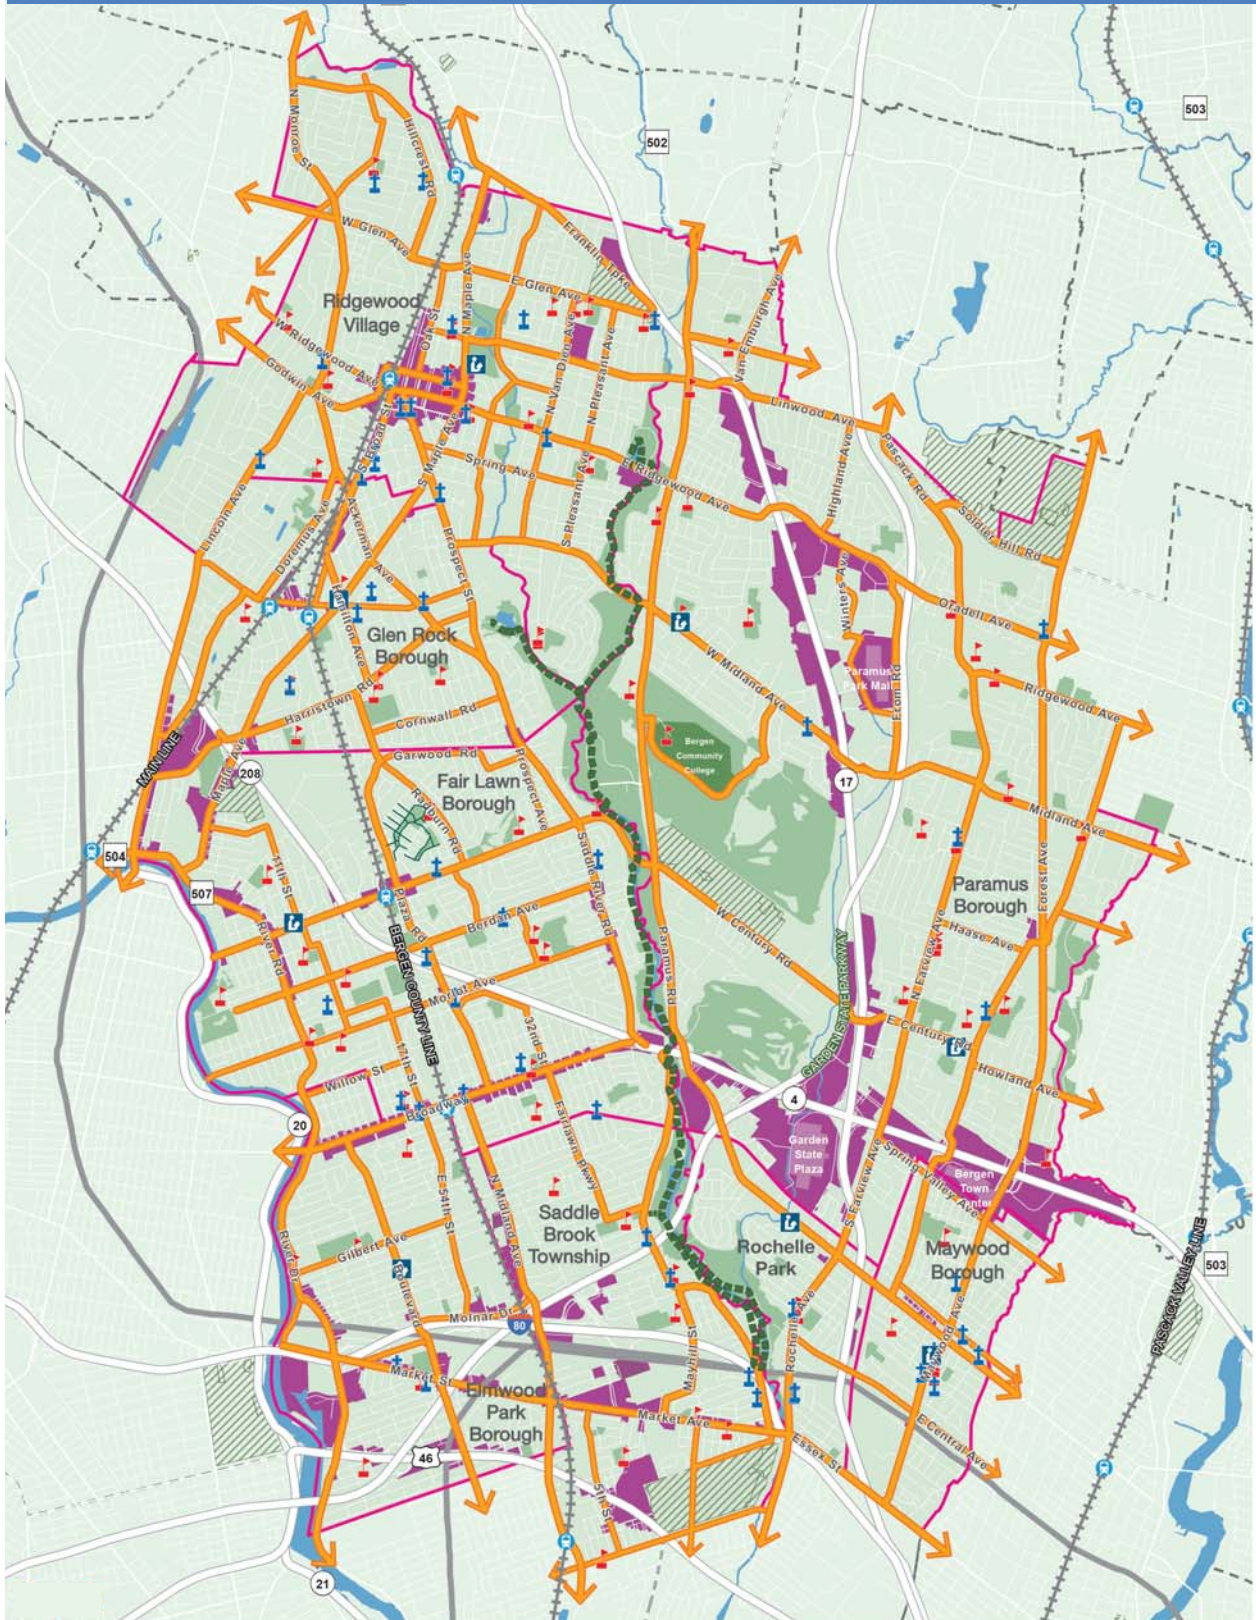 503
502
N Monroe St
Hillcrest Rd
W Glen Ave
Franklin Tpke
E Glen Ave
N Maple Ave
Oak St
Ridgewood
Village
Van Emburgh Ave
W Ridgewood Ave
Godwin Ave
N Van Dien Ave
N Pleasant Ave
Linwood Ave
S Broad St
S Maple Ave
Spring Ave
E Ridgewood Ave
Highland Ave
Pascack Rd
Soldier Hill Rd
S Pleasant Ave
Lincoln Ave
Doremus Ave
Ackerman Ave
Prospect St
Winters Ave
Oradell Ave
Hamilton Ave
Glen Rock
Borough
W Midland Ave
Paramus
Park Mall
From Rd
Ridgewood Ave
Harristown Rd
Cornwall Rd
Garwood Rd
Bergen
Community
College
MAIN LINE
Maple Ave
208
17
Fair Lawn
Borough
Prospect Ave
Radburn Rd
Midland Ave
Saddle River Rd
504
507
11th St
Paramus
Borough
Forest Ave
Plaza Rd
Berdan Ave
W Century Rd
Haase Ave
N Farview Ave
River Rd
BERGEN COUNTY LINE
Paramus Rd
GARDEN STATE PARKWAY
Morlot Ave
32nd St
17th St
E Century Rd
Howland Ave
Willow St
Broadway
20
4
Fairlawn Pkwy
Garden
State
Plaza
Spring Valley Ave
Bergen
Town
Center
E 54th St
N Midland Ave
S Farview Ave
Saddle
Brook
Township
Rochelle
Park
Maywood
Borough
River Dr
Gilbert Ave
Boulevard
503
PASCACK VALLEY LINE
Molnar Dr
80
Rochelle Ave
Maywood Ave
Mayhill St
Market St
Elmwood
Park
Borough
Market Ave
Essex St
E Central Ave
46
5th St
21